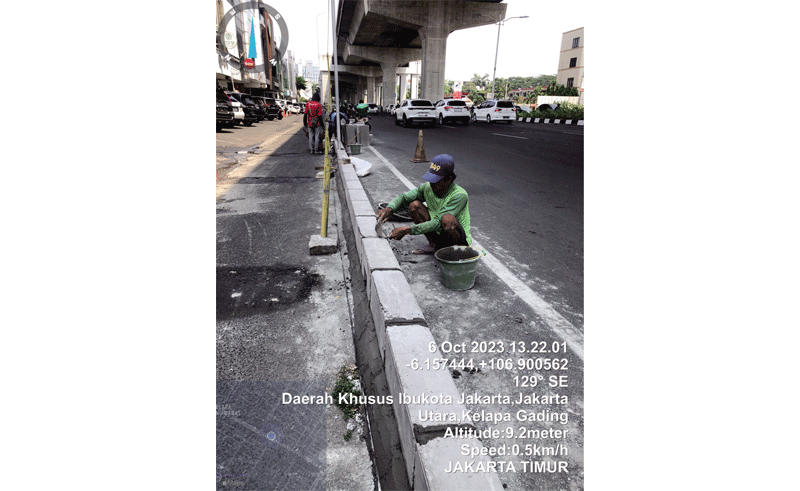 6 Oct 2023 13.22.01
-6.157444,+106.900562
129° SE
Daerah Khusus Ibukota Jakarta,Jakarta
Utara,Kelapa Gading
Altitude:9.2meter
Speed:0.5km/h
JAKARTA TIMUR